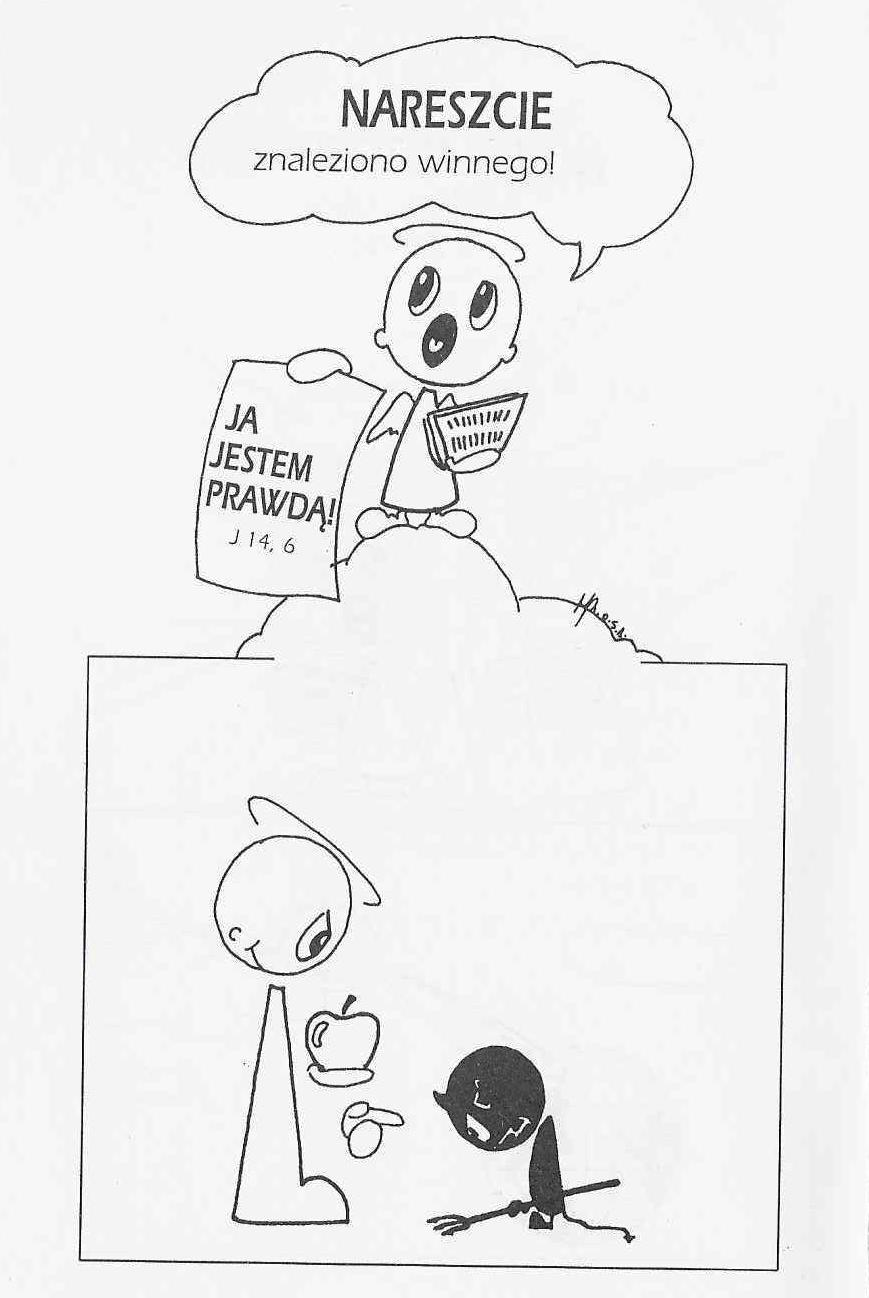 NARESZCIE
znaleziono winnego!
JA
JESTEM
PRAWDĄ!
J 14, 6